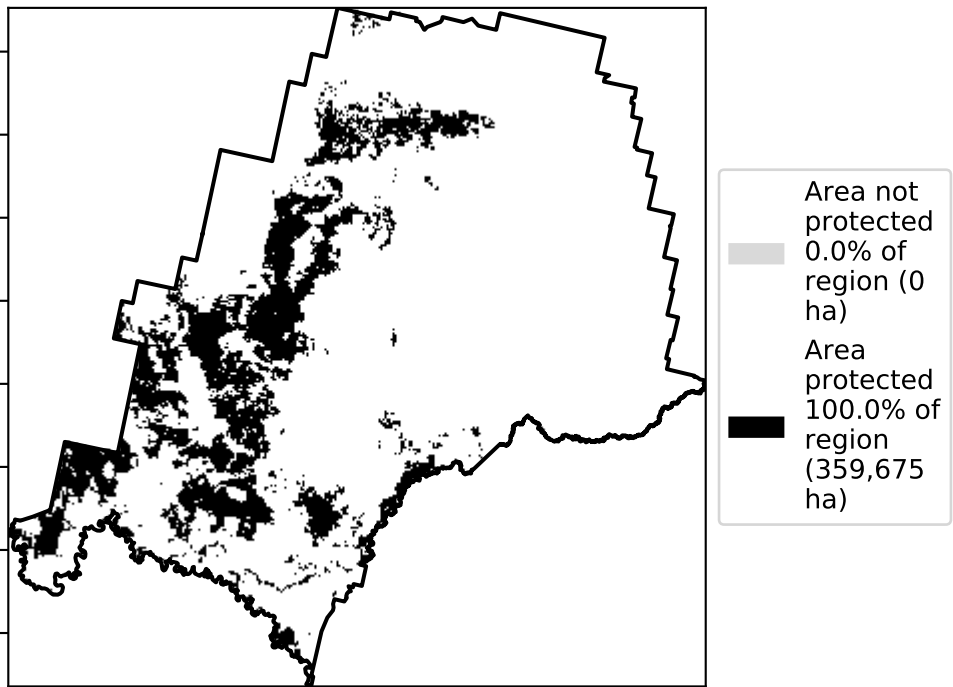 Area not
protected
0.0% of
region (0
ha)
Area
protected
100.0% of
region
(359,675
ha)